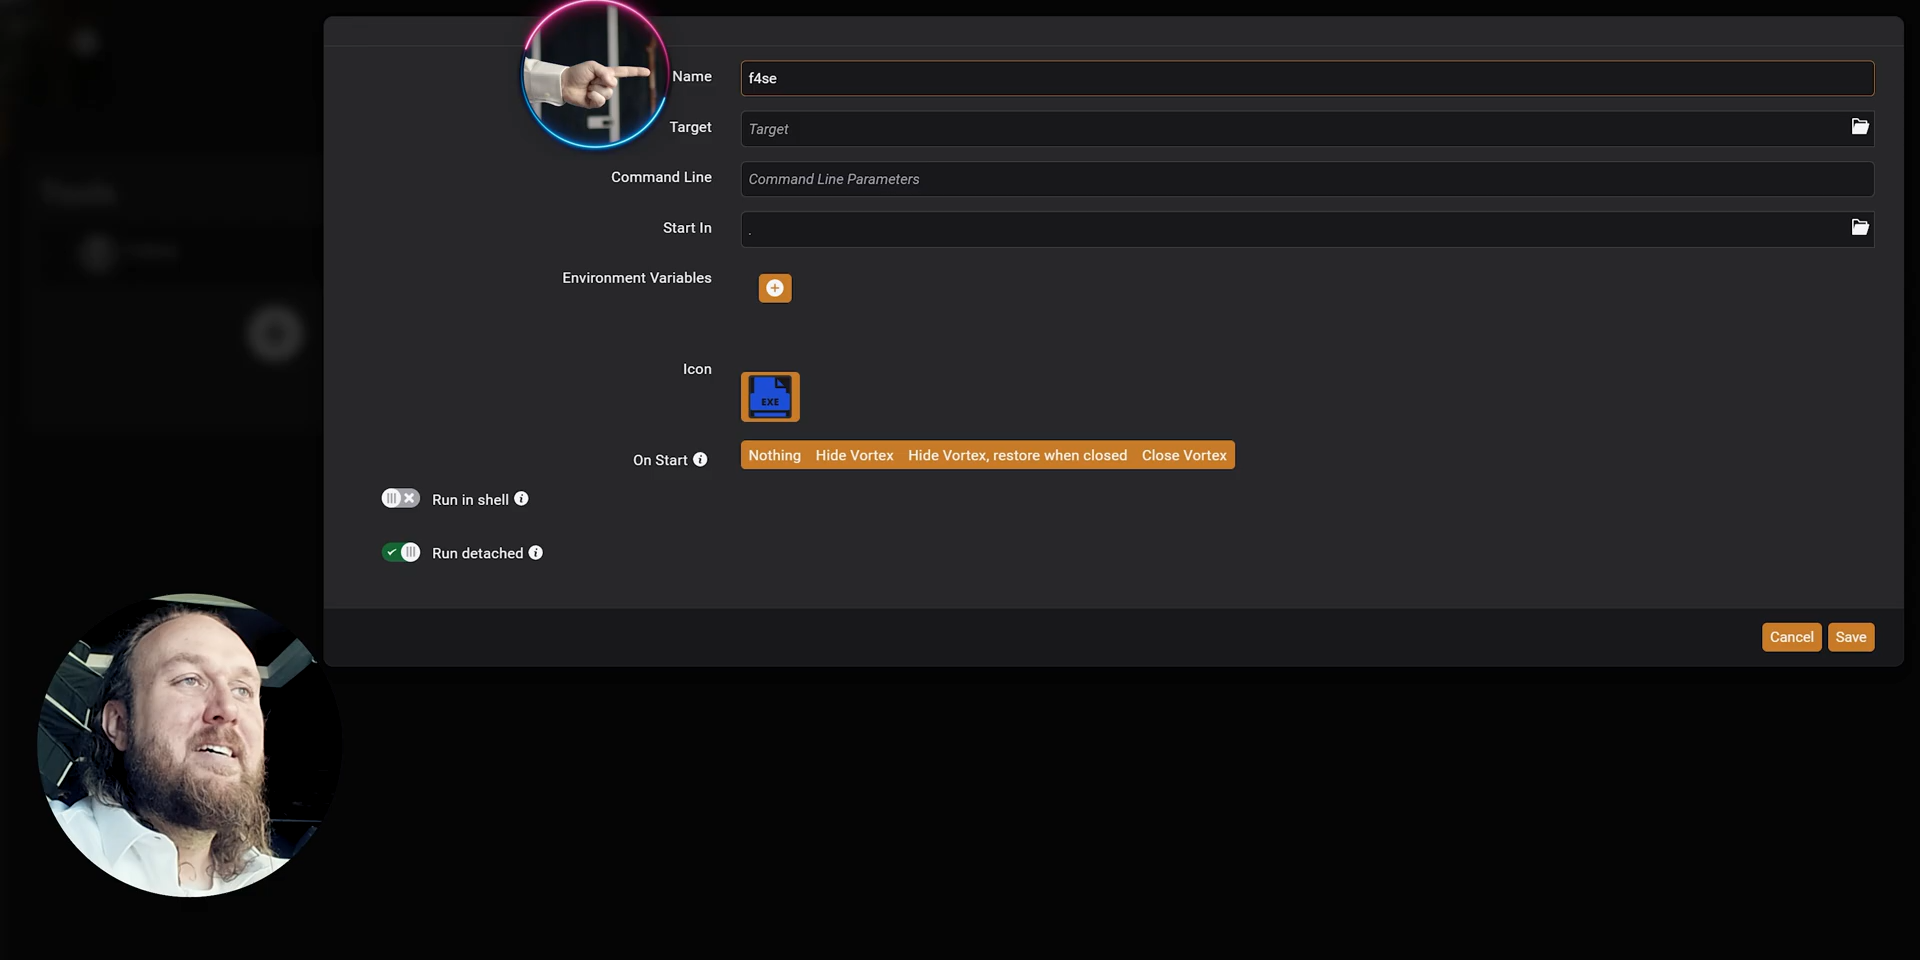 Name
f4se
Target
Target
Command Line
Command Line Parameters
Start In
.
Environment Variables
Icon
EXE
On Start
Nothing
Hide Vortex
Hide Vortex, restore when closed
Close Vortex
Run in shell
Run detached
Cancel
Save